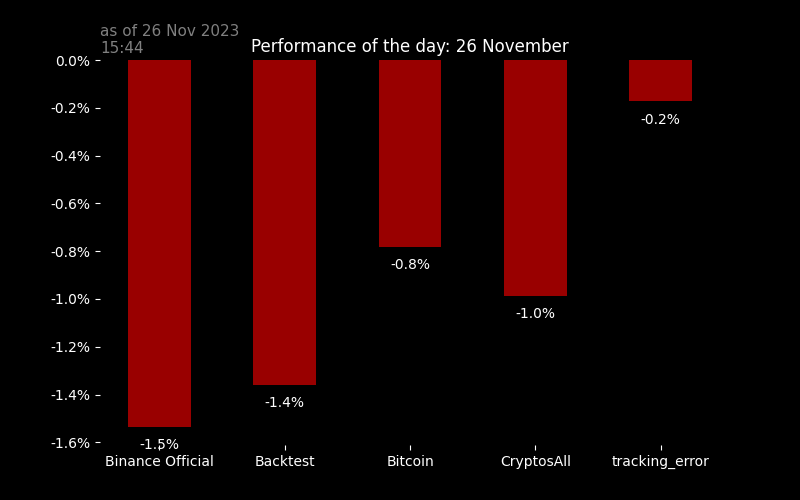 as of 26 Nov 2023
15:44
Performance of the day: 26 November
0.0%
-0.2%
-0.4%
-0.6%
-0.8%
-1.0%
-1.2%
-1.4%
-1.6%
-1.5%
-1.4%
-0.8%
-1.0%
-0.2%
Binance Official
Backtest
Bitcoin
CryptosAll
tracking_error